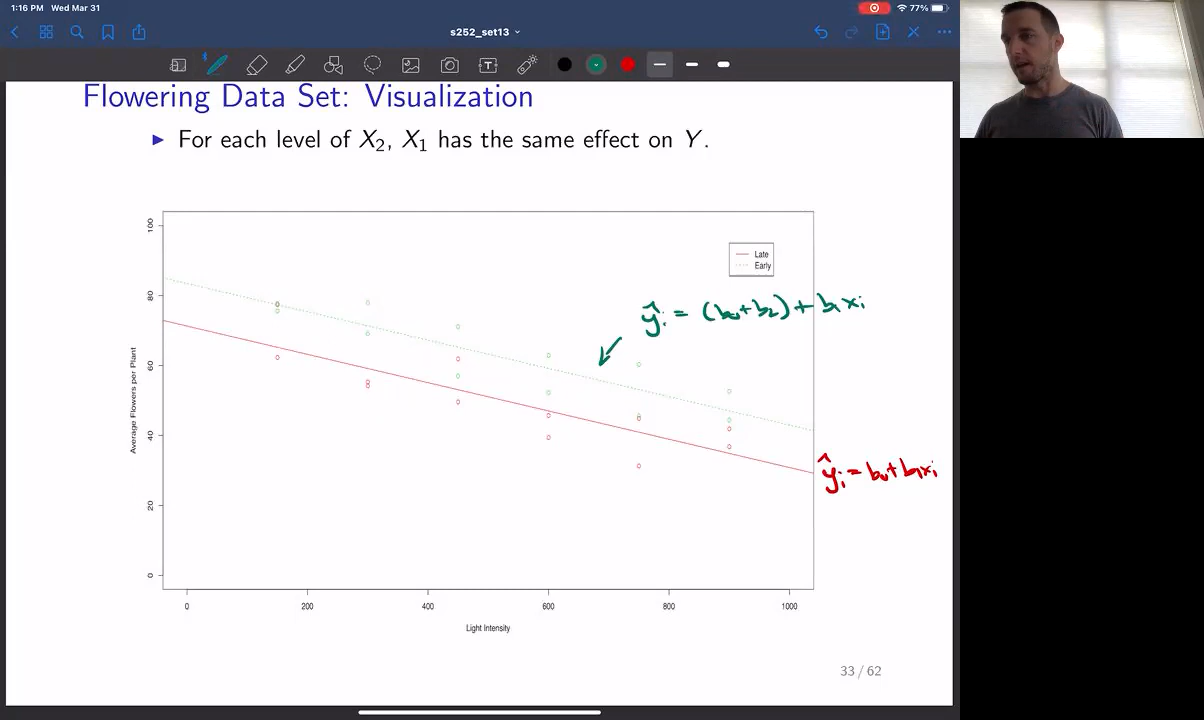 1:16 PM Wed Mar 31
77%
s252_set13
T
Flowering Data Set: Visualization
► For each level of X₂, X₁ has the same effect on Y.
100
80
60
40
20
0
Average Flowers per Plant
Late
Early
ŷᵢ = (b₀+b₂)+b₁xᵢ
ŷᵢ = b₀+b₁xᵢ
0 200 400 600 800 1000
Light Intensity
33 / 62